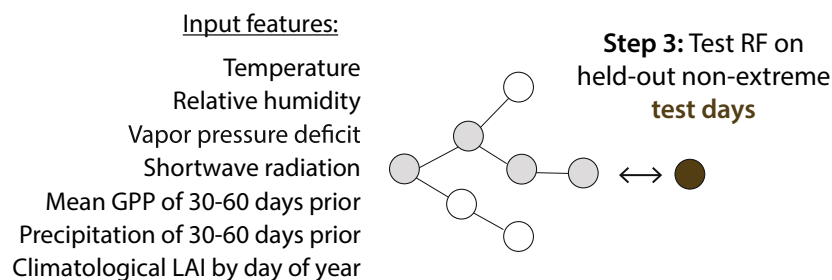 Input features:
Temperature
Relative humidity
Vapor pressure deficit
Shortwave radiation
Mean GPP of 30-60 days prior
Precipitation of 30-60 days prior
Climatological LAI by day of year
Step 3: Test RF on
held-out non-extreme
test days